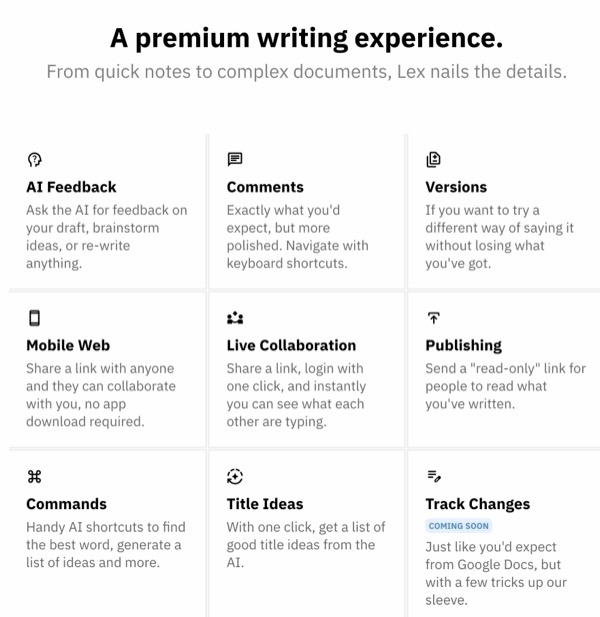 A premium writing experience.
From quick notes to complex documents, Lex nails the details.
AI Feedback
Ask the AI for feedback on
your draft, brainstorm
ideas, or re-write
anything.
Comments
Exactly what you'd
expect, but more
polished. Navigate with
keyboard shortcuts.
Versions
If you want to try a
different way of saying it
without losing what
you've got.
Mobile Web
Share a link with anyone
and they can collaborate
with you, no app
download required.
Live Collaboration
Share a link, login with
one click, and instantly
you can see what each
other are typing.
Publishing
Send a "read-only" link for
people to read what
you've written.
Commands
Handy AI shortcuts to find
the best word, generate a
list of ideas and more.
Title Ideas
With one click, get a list of
good title ideas from the
AI.
Track Changes
COMING SOON
Just like you'd expect
from Google Docs, but
with a few tricks up our
sleeve.